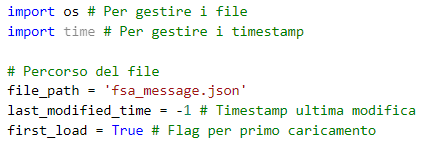 import os # Per gestire i file
import time # Per gestire i timestamp
# Percorso del file
file_path = 'fsa_message.json'
last_modified_time = -1 # Timestamp ultima modifica
first_load = True # Flag per primo caricamento